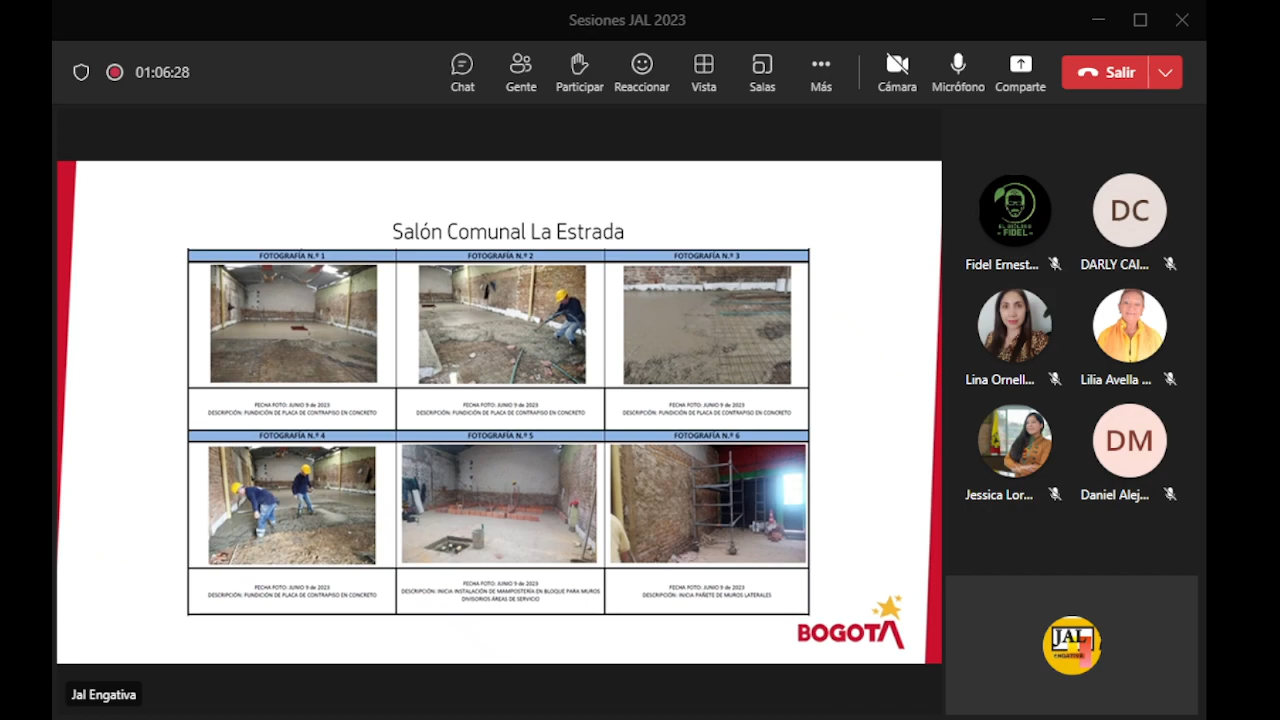 Sesiones JAL 2023
01:06:28
Chat
Gente
Participar
Reaccionar
Vista
Salas
Más
Cámara
Micrófono
Comparte
Salir
Salón Comunal La Estrada
FOTOGRAFÍA N.º 1
FOTOGRAFÍA N.º 2
FOTOGRAFÍA N.º 3
FECHA FOTO: JUNIO 9 de 2023
DESCRIPCIÓN: FUNDICIÓN DE PLACA DE CONTRAPISO EN CONCRETO
FECHA FOTO: JUNIO 9 de 2023
DESCRIPCIÓN: FUNDICIÓN DE PLACA DE CONTRAPISO EN CONCRETO
FECHA FOTO: JUNIO 9 de 2023
DESCRIPCIÓN: FUNDICIÓN DE PLACA DE CONTRAPISO EN CONCRETO
FOTOGRAFÍA N.º 4
FOTOGRAFÍA N.º 5
FOTOGRAFÍA N.º 6
FECHA FOTO: JUNIO 9 de 2023
DESCRIPCIÓN: FUNDICIÓN DE PLACA DE CONTRAPISO EN CONCRETO
FECHA FOTO: JUNIO 9 de 2023
DESCRIPCIÓN: INICIA INSTALACIÓN DE MAMPOSTERÍA EN BLOQUE PARA MUROS
DIVISORIOS ÁREAS DE SERVICIO
FECHA FOTO: JUNIO 9 de 2023
DESCRIPCIÓN: INICIA PAÑETE DE MUROS LATERALES
BOGOTA
Jal Engativa
EL BIÓLOGO
- FIDEL -
Fidel Ernest...
DC
DARLY CAI...
Lina Ornell...
Lilia Avella ...
Jessica Lor...
DM
Daniel Alej...
JAL
ENGATIVÁ